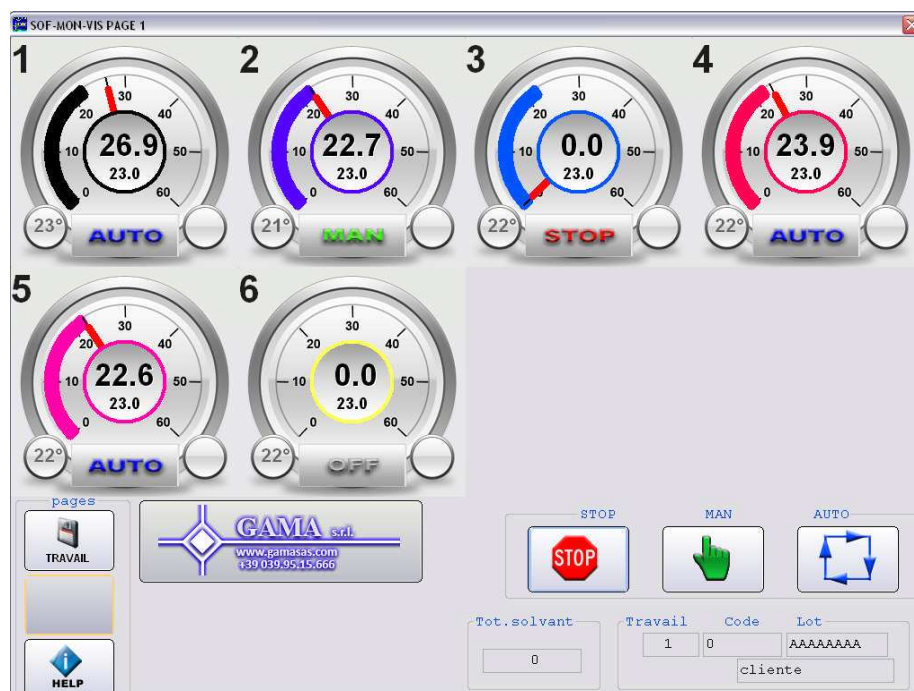 SOF-MON-VIS PAGE 1
1
2
3
4
0 10 20 30 40 50 60
26.9
23.0
23°
AUTO
0 10 20 30 40 50 60
22.7
23.0
21°
MAN
0 10 20 30 40 50 60
0.0
23.0
22°
STOP
0 10 20 30 40 50 60
23.9
23.0
22°
AUTO
5
6
0 10 20 30 40 50 60
22.6
23.0
22°
AUTO
0 10 20 30 40 50 60
0.0
23.0
22°
OFF
pages
TRAVAIL
HELP
GAMA s.r.l.
www.gamasas.com
+39 039.95.15.666
STOP MAN AUTO
STOP
Tot.solvant
0
Travail Code Lot
1 0 AAAAAAAA
cliente